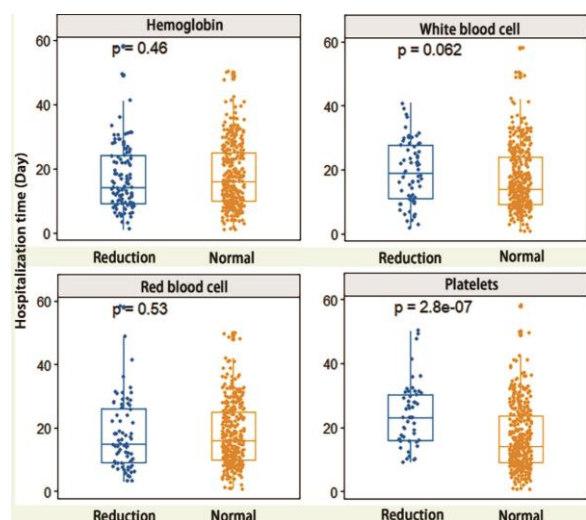 Hemoglobin
p = 0.46
60
40
20
0
Reduction Normal
White blood cell
p = 0.062
60
40
20
0
Reduction Normal
Hospitalization time (Day)
Red blood cell
p = 0.53
60
40
20
0
Reduction Normal
Platelets
p = 2.8e-07
60
40
20
0
Reduction Normal